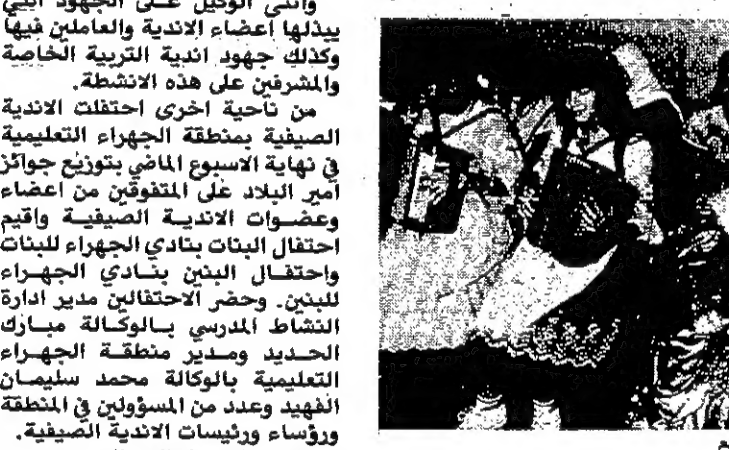 واثنى الوكيل على الجهود التي
يبذلها اعضاء الاندية والعاملين فيها
وكذلك جهود اندية التربية الخاصة
والمشرفين على هذه الانشطة.
من ناحية اخرى احتفلت الاندية
الصيفية بمنطقة الجهراء التعليمية
في نهاية الاسبوع الماضي بتوزيع جوائز
امير البلاد على المتفوقين من اعضاء
وعضوات الاندية الصيفية واقيم
احتفال البنات بنادي الجهراء للبنات
واحتفال البنين بنادي الجهراء
للبنين. وحضر الاحتفالين مدير ادارة
النشاط المدرسي بالوكالة مبارك
الحديد ومدير منطقة الجهراء
التعليمية بالوكالة محمد سليمان
الفهيد وعدد من المسؤولين في المنطقة
ورؤساء ورئيسات الاندية الصيفية.